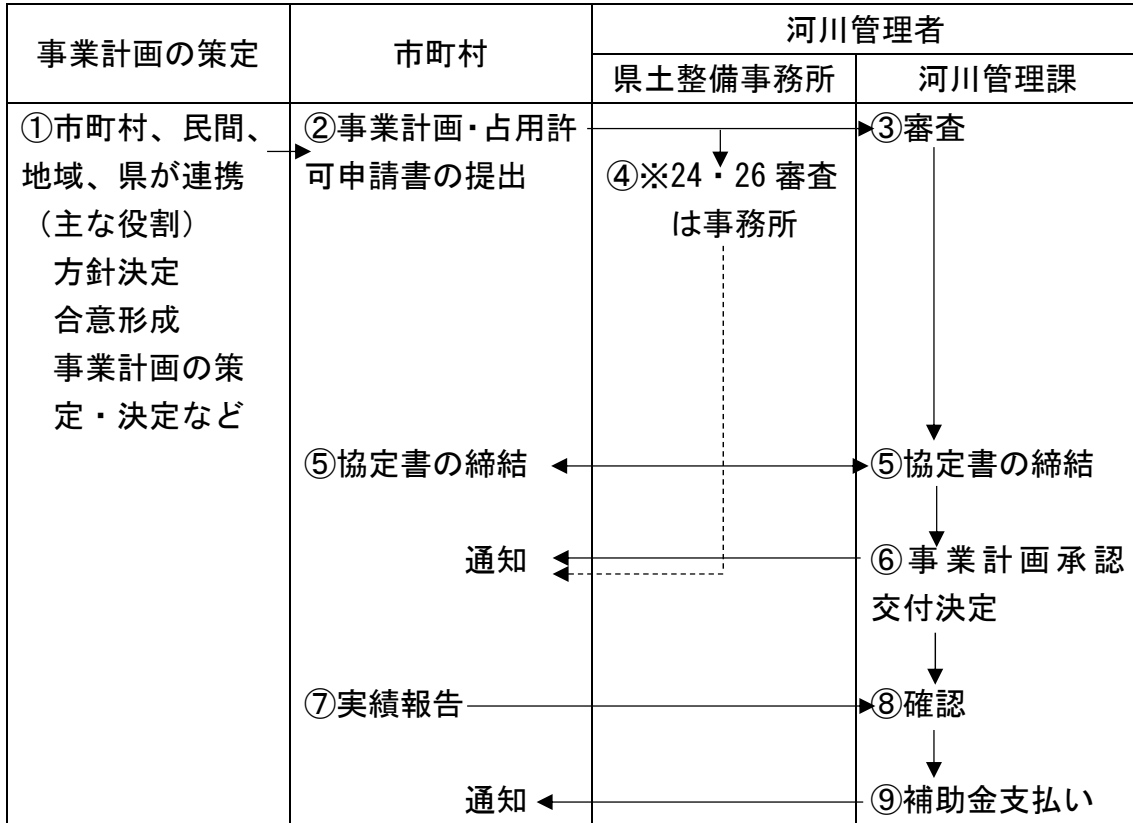 事業計画の策定
市町村
河川管理者
県土整備事務所
河川管理課
①市町村、民間、
地域、県が連携
（主な役割）
方針決定
合意形成
事業計画の策
定・決定など
②事業計画・占用許
可申請書の提出
③審査
④※24・26 審査
は事務所
⑤協定書の締結
⑤協定書の締結
通知
⑥事業計画承認
交付決定
⑦実績報告
⑧確認
通知
⑨補助金支払い